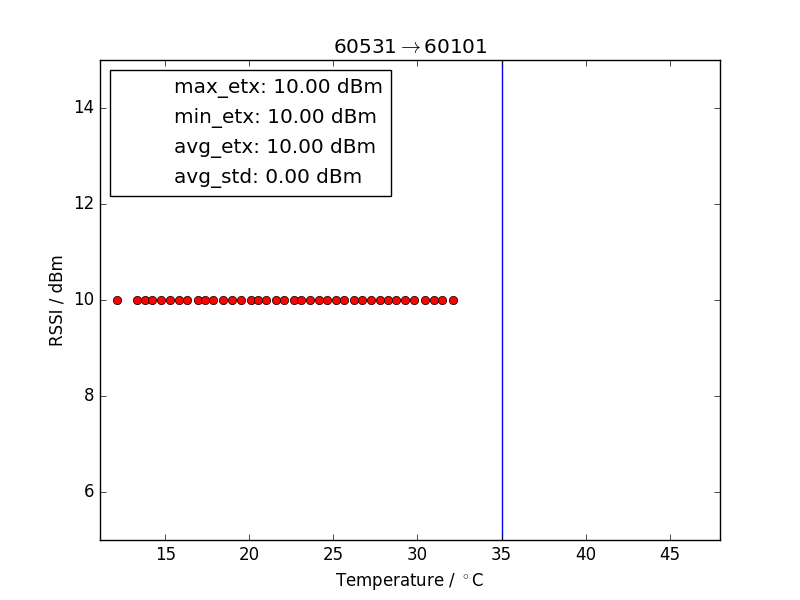 60531→60101
max_etx: 10.00 dBm
min_etx: 10.00 dBm
avg_etx: 10.00 dBm
avg_std: 0.00 dBm
14
12
10
8
6
RSSI / dBm
15 20 25 30 35 40 45
Temperature / °C